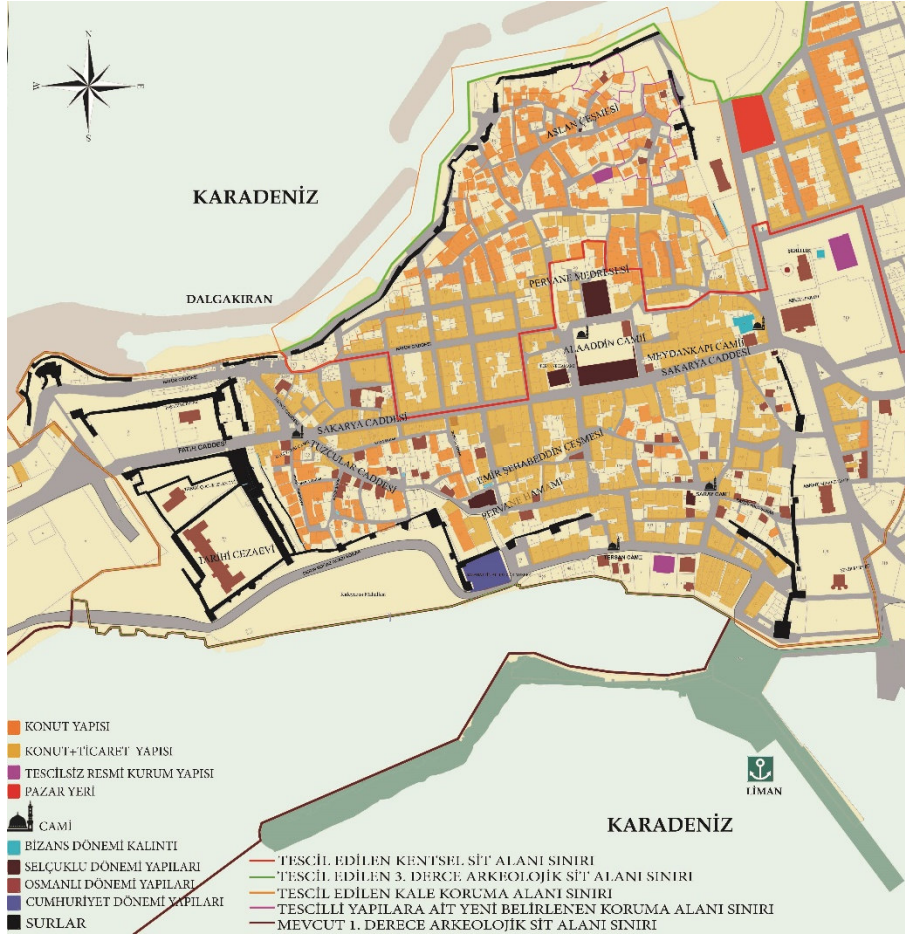 N
W
E
S
KARADENİZ
DALGAKIRAN
ASLAN ÇEŞMESİ
PERVANE MEDRESESİ
ALAADDİN CAMİİ
MEYDANKAPI CAMİİ
SAKARYA CADDESİ
SAKARYA CADDESİ
TUZCULAR CADDESİ
FATİH CADDESİ
EMİR ŞEHABEDDİN ÇEŞMESİ
PERVANE HAMAMI
SARAY CAMİ
TERSANE CAMİİ
TARİHİ CEZAEVİ
LİMAN
KARADENİZ
KONUT YAPISI
KONUT+TİCARET YAPISI
TESCİLSİZ RESMİ KURUM YAPISI
PAZAR YERİ
CAMİ
BİZANS DÖNEMİ KALINTI
SELÇUKLU DÖNEMİ YAPILARI
OSMANLI DÖNEMİ YAPILARI
CUMHURİYET DÖNEMİ YAPILARI
SURLAR
TESCİL EDİLEN KENTSEL SİT ALANI SINIRI
TESCİL EDİLEN 3. DERCE ARKEOLOJİK SİT ALANI SINIRI
TESCİL EDİLEN KALE KORUMA ALANI SINIRI
TESCİLLİ YAPILARA AİT YENİ BELİRLENEN KORUMA ALANI SINIRI
MEVCUT 1. DERECE ARKEOLOJİK SİT ALANI SINIRI